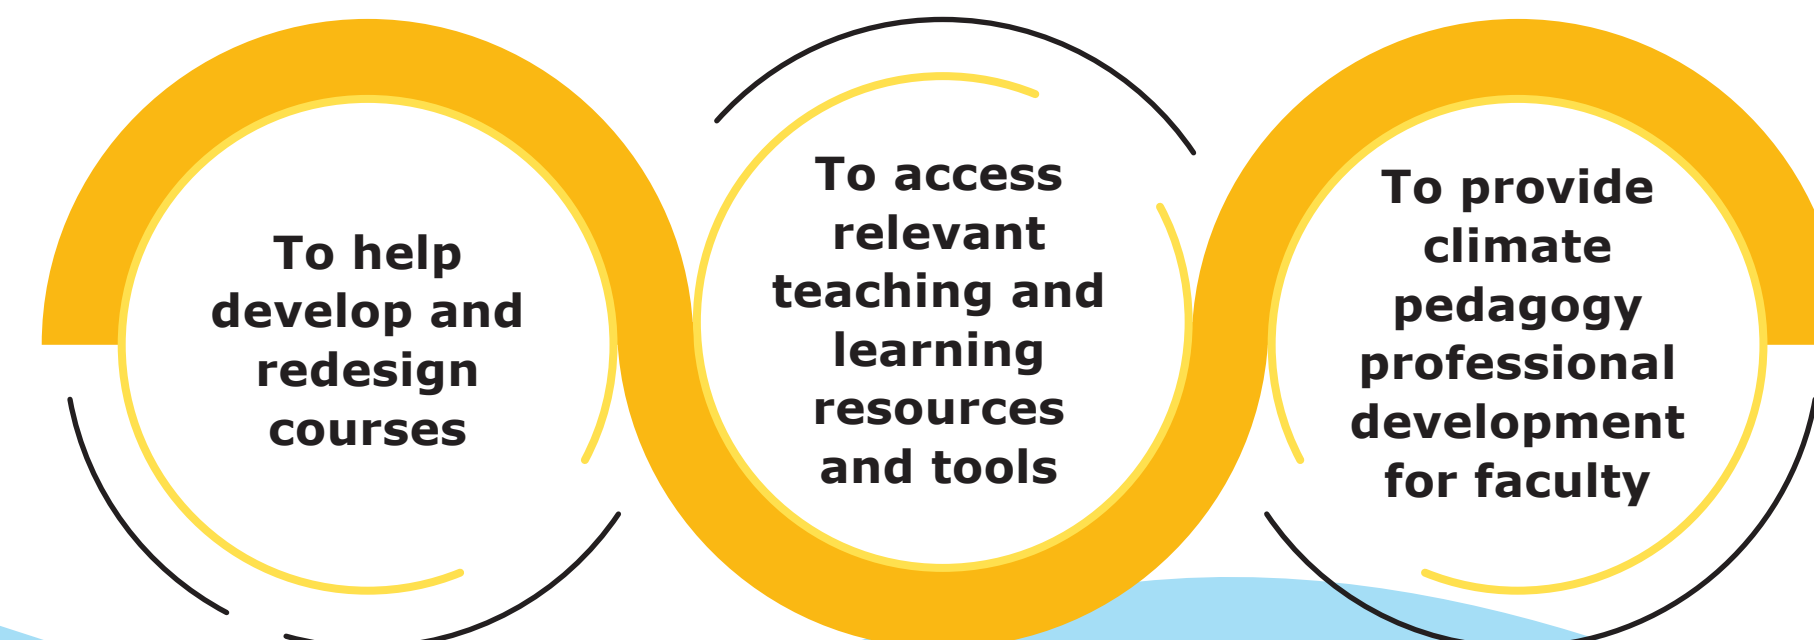 To help
develop and
redesign
courses
To access
relevant
teaching and
learning
resources
and tools
To provide
climate
pedagogy
professional
development
for faculty